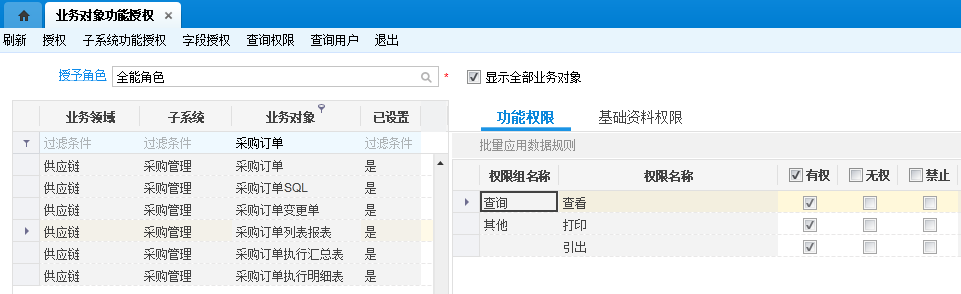 业务对象功能授权 ×
刷新 授权 子系统功能授权 字段授权 查询权限 查询用户 退出
授予角色 全能角色 * 显示全部业务对象
功能权限 基础资料权限
批量应用数据规则
业务领域 子系统 业务对象 已设置
过滤条件 过滤条件 采购订单 过滤条件
供应链 采购管理 采购订单 是
供应链 采购管理 采购订单SQL 是
供应链 采购管理 采购订单变更单 是
供应链 采购管理 采购订单列表报表 是
供应链 采购管理 采购订单执行汇总表 是
供应链 采购管理 采购订单执行明细表 是
权限组名称 权限名称 有权 无权 禁止
查询 查看
其他 打印
引出